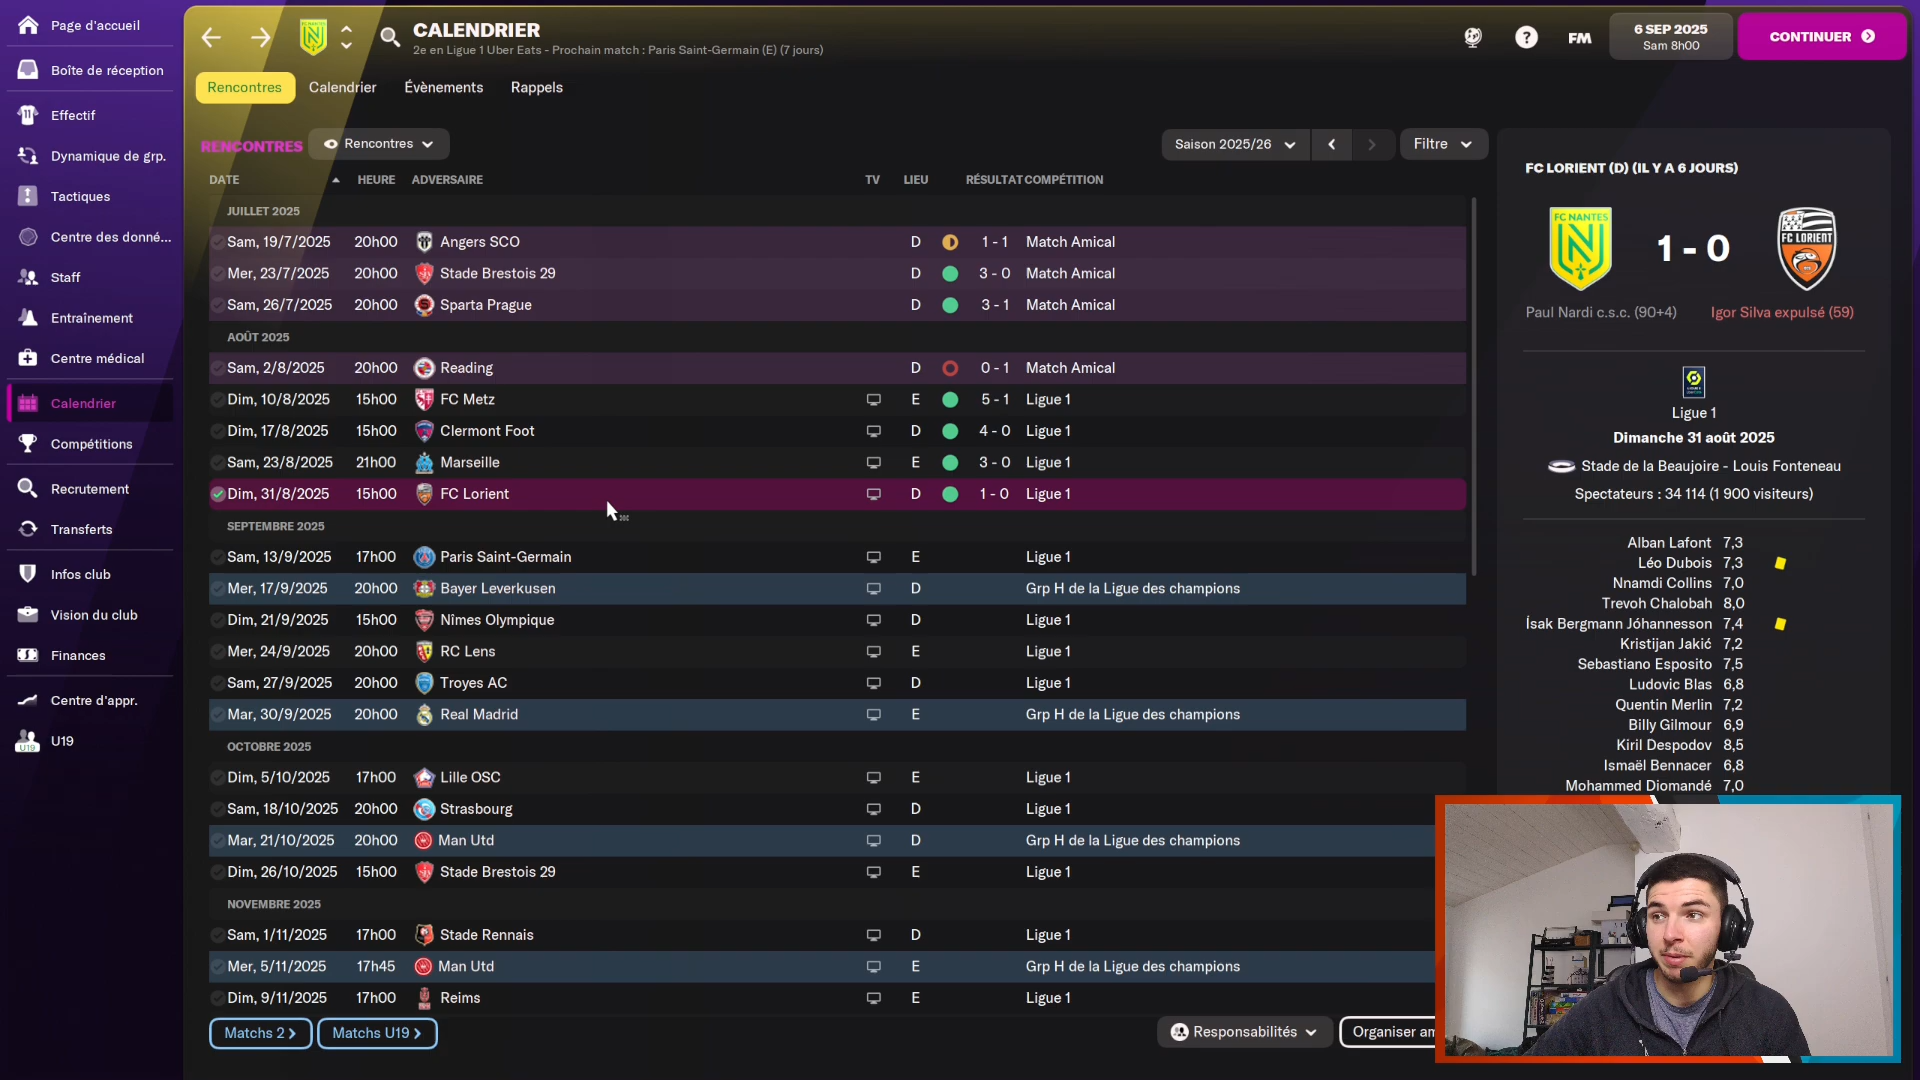 Page d'accueil
Boîte de réception
Effectif
Dynamique de grp.
Tactiques
Centre des donné...
Staff
Entraînement
Centre médical
Calendrier
Compétitions
Recrutement
Transferts
Infos club
Vision du club
Finances
Centre d'appr.
U19
U19
CALENDRIER
2e en Ligue 1 Uber Eats - Prochain match : Paris Saint-Germain (E) (7 jours)
? FM
6 SEP 2025
Sam 8h00
CONTINUER
Rencontres Calendrier Évènements Rappels
RENCONTRES Rencontres Saison 2025/26 Filtre
DATE HEURE ADVERSAIRE TV LIEU RÉSULTAT COMPÉTITION
JUILLET 2025
Sam, 19/7/2025 20h00 Angers SCO D 1 - 1 Match Amical
Mer, 23/7/2025 20h00 Stade Brestois 29 D 3 - 0 Match Amical
Sam, 26/7/2025 20h00 Sparta Prague D 3 - 1 Match Amical
AOÛT 2025
Sam, 2/8/2025 20h00 Reading D 0 - 1 Match Amical
Dim, 10/8/2025 15h00 FC Metz E 5 - 1 Ligue 1
Dim, 17/8/2025 15h00 Clermont Foot D 4 - 0 Ligue 1
Sam, 23/8/2025 21h00 Marseille E 3 - 0 Ligue 1
Dim, 31/8/2025 15h00 FC Lorient D 1 - 0 Ligue 1
SEPTEMBRE 2025
Sam, 13/9/2025 17h00 Paris Saint-Germain E Ligue 1
Mer, 17/9/2025 20h00 Bayer Leverkusen D Grp H de la Ligue des champions
Dim, 21/9/2025 15h00 Nîmes Olympique D Ligue 1
Mer, 24/9/2025 20h00 RC Lens E Ligue 1
Sam, 27/9/2025 20h00 Troyes AC D Ligue 1
Mar, 30/9/2025 20h00 Real Madrid E Grp H de la Ligue des champions
OCTOBRE 2025
Dim, 5/10/2025 17h00 Lille OSC E Ligue 1
Sam, 18/10/2025 20h00 Strasbourg D Ligue 1
Mar, 21/10/2025 20h00 Man Utd D Grp H de la Ligue des champions
Dim, 26/10/2025 15h00 Stade Brestois 29 E Ligue 1
NOVEMBRE 2025
Sam, 1/11/2025 17h00 Stade Rennais D Ligue 1
Mer, 5/11/2025 17h45 Man Utd E Grp H de la Ligue des champions
Dim, 9/11/2025 17h00 Reims E Ligue 1
Matchs 2 Matchs U19 Responsabilités Organiser am
FC LORIENT (D) (IL Y A 6 JOURS)
FC NANTES
FC LORIENT
1 - 0
Paul Nardi c.s.c. (90+4) Igor Silva expulsé (59)
Ligue 1
Dimanche 31 août 2025
Stade de la Beaujoire - Louis Fonteneau
Spectateurs : 34 114 (1 900 visiteurs)
Alban Lafont 7,3
Léo Dubois 7,3
Nnamdi Collins 7,0
Trevoh Chalobah 8,0
Ísak Bergmann Jóhannesson 7,4
Kristijan Jakić 7,2
Sebastiano Esposito 7,5
Ludovic Blas 6,8
Quentin Merlin 7,2
Billy Gilmour 6,9
Kiril Despodov 8,5
Ismaël Bennacer 6,8
Mohammed Diomandé 7,0